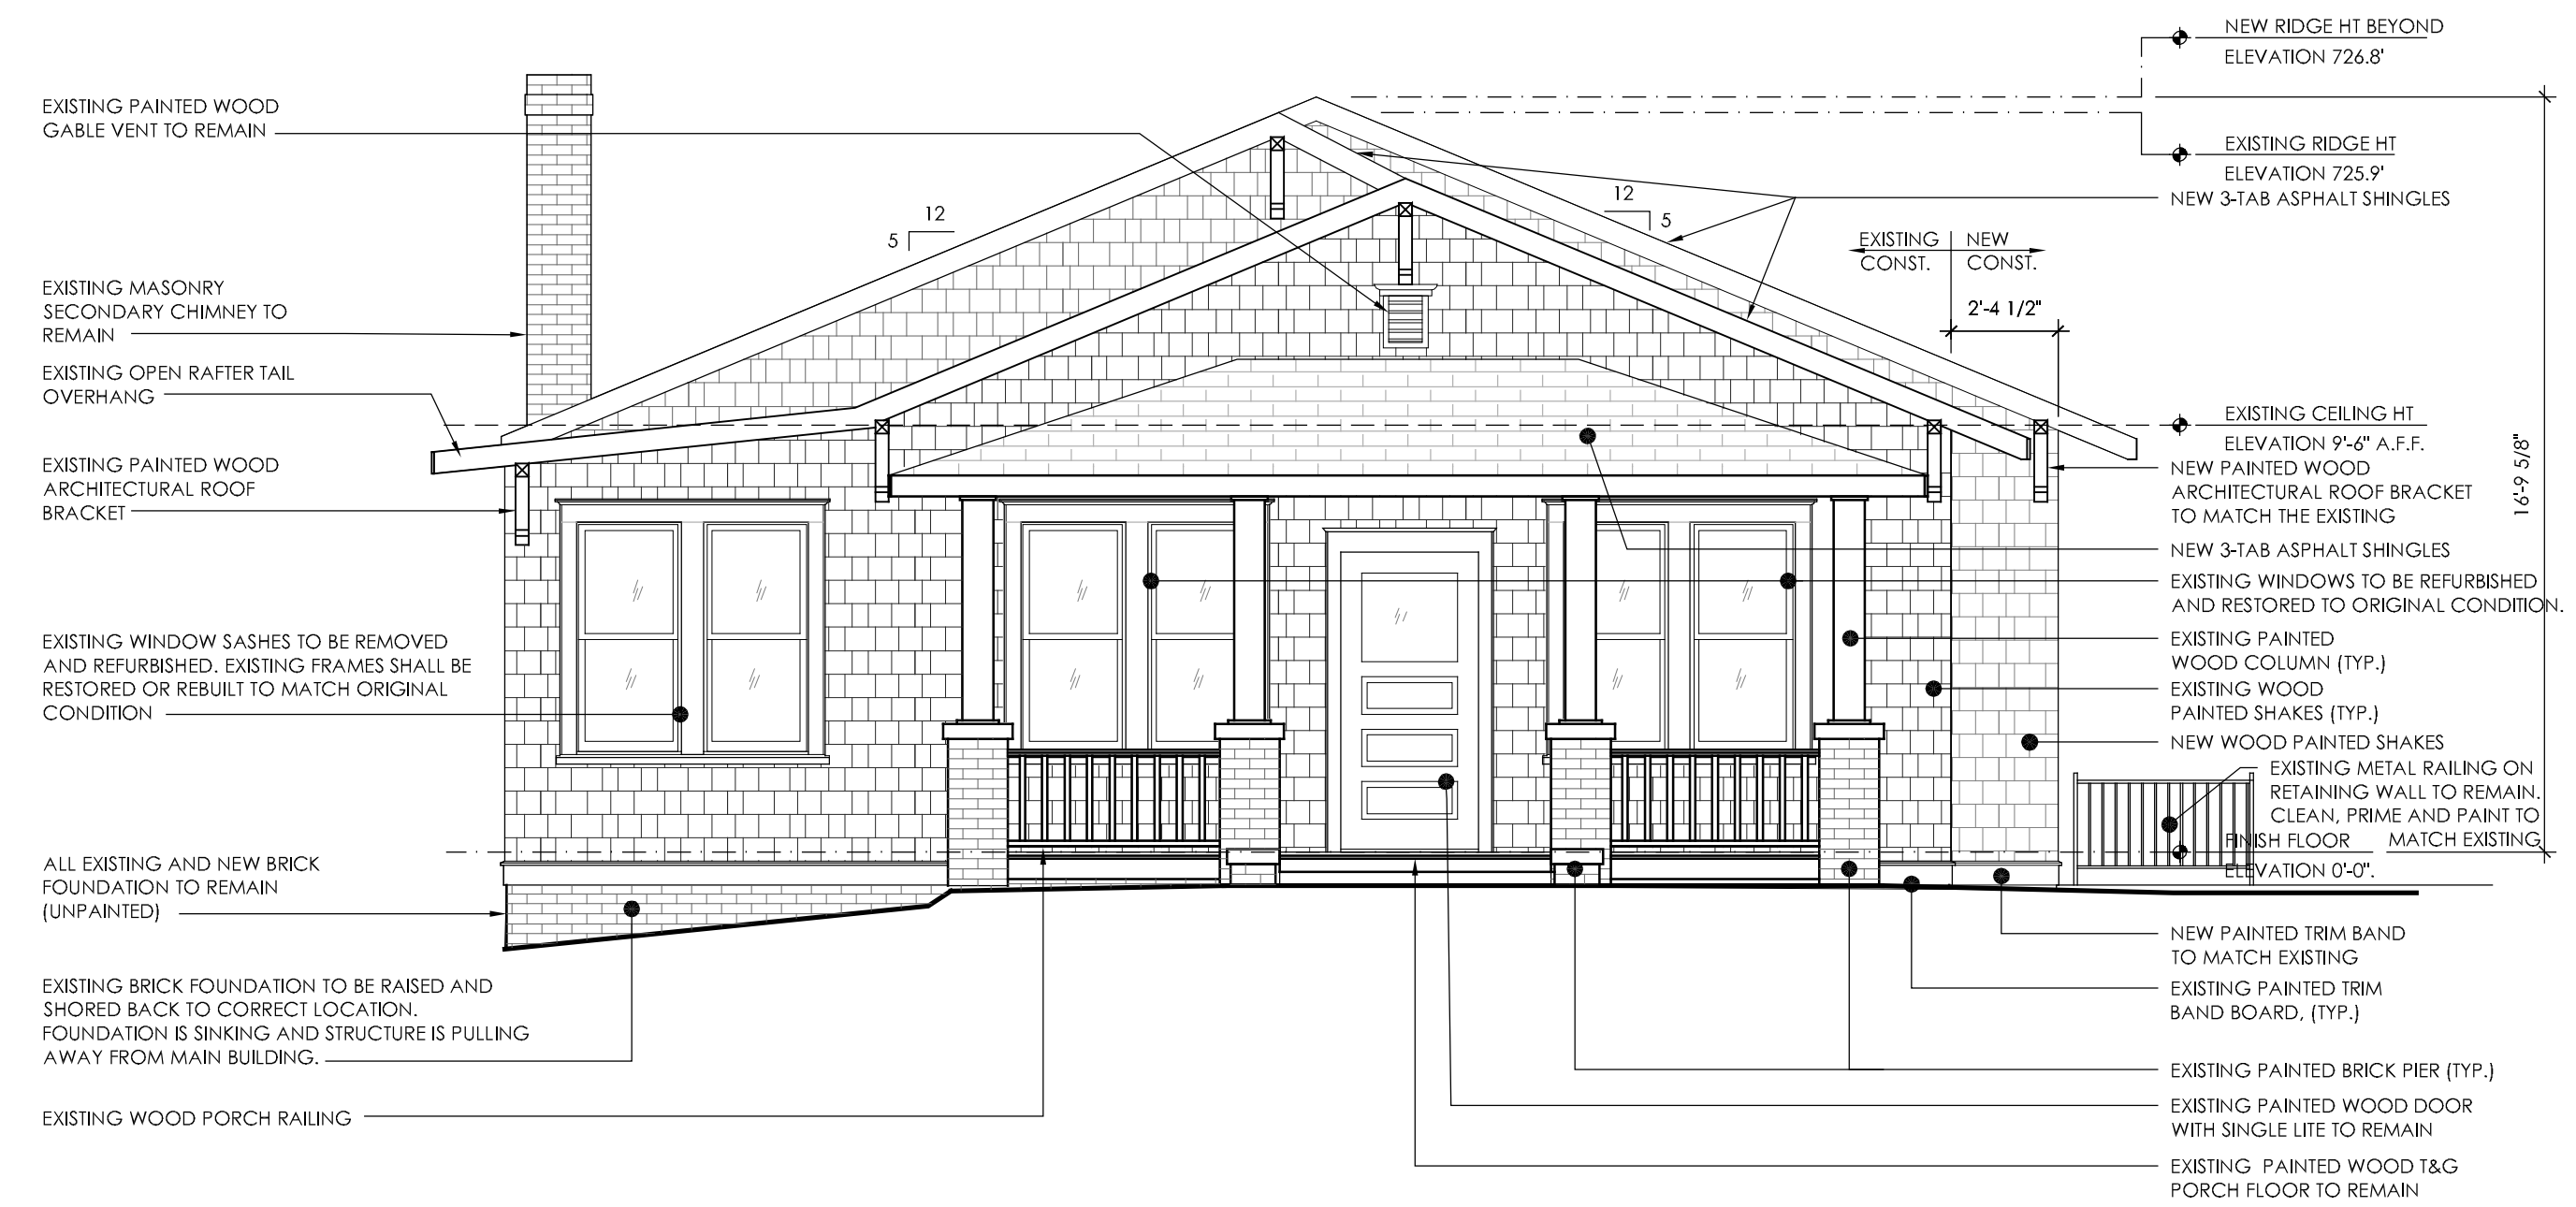 EXISTING PAINTED WOOD
GABLE VENT TO REMAIN
EXISTING MASONRY
SECONDARY CHIMNEY TO
REMAIN
EXISTING OPEN RAFTER TAIL
OVERHANG
EXISTING PAINTED WOOD
ARCHITECTURAL ROOF
BRACKET
EXISTING WINDOW SASHES TO BE REMOVED
AND REFURBISHED. EXISTING FRAMES SHALL BE
RESTORED OR REBUILT TO MATCH ORIGINAL
CONDITION
ALL EXISTING AND NEW BRICK
FOUNDATION TO REMAIN
(UNPAINTED)
EXISTING BRICK FOUNDATION TO BE RAISED AND
SHORED BACK TO CORRECT LOCATION.
FOUNDATION IS SINKING AND STRUCTURE IS PULLING
AWAY FROM MAIN BUILDING.
EXISTING WOOD PORCH RAILING
12
5
12
5
EXISTING
CONST.
NEW
CONST.
2'-4 1/2"
NEW RIDGE HT BEYOND
ELEVATION 726.8'
EXISTING RIDGE HT
ELEVATION 725.9'
NEW 3-TAB ASPHALT SHINGLES
EXISTING CEILING HT
ELEVATION 9'-6" A.F.F.
NEW PAINTED WOOD
ARCHITECTURAL ROOF BRACKET
TO MATCH THE EXISTING
16'-9 5/8"
NEW 3-TAB ASPHALT SHINGLES
EXISTING WINDOWS TO BE REFURBISHED
AND RESTORED TO ORIGINAL CONDITION.
EXISTING PAINTED
WOOD COLUMN (TYP.)
EXISTING WOOD
PAINTED SHAKES (TYP.)
NEW WOOD PAINTED SHAKES
EXISTING METAL RAILING ON
RETAINING WALL TO REMAIN.
CLEAN, PRIME AND PAINT TO
MATCH EXISTING
FINISH FLOOR
ELEVATION 0'-0".
NEW PAINTED TRIM BAND
TO MATCH EXISTING
EXISTING PAINTED TRIM
BAND BOARD, (TYP.)
EXISTING PAINTED BRICK PIER (TYP.)
EXISTING PAINTED WOOD DOOR
WITH SINGLE LITE TO REMAIN
EXISTING PAINTED WOOD T&G
PORCH FLOOR TO REMAIN